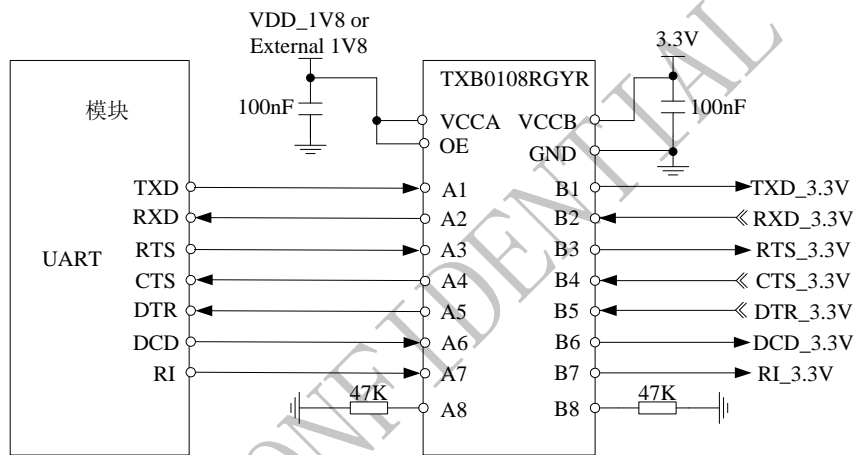 VDD_1V8 or
External 1V8
3.3V
TXB0108RGYR
模块
100nF
100nF
VCCA
VCCB
OE
GND
TXD
A1
B1
TXD_3.3V
RXD
A2
B2
RXD_3.3V
RTS
A3
B3
RTS_3.3V
UART
CTS
A4
B4
CTS_3.3V
DTR
A5
B5
DTR_3.3V
DCD
A6
B6
DCD_3.3V
RI
A7
B7
RI_3.3V
47K
A8
B8
47K
ONFIDENTIAL